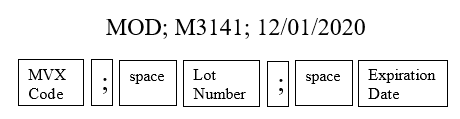 MOD; M3141; 12/01/2020
MVX Code ; space Lot Number ; space Expiration Date